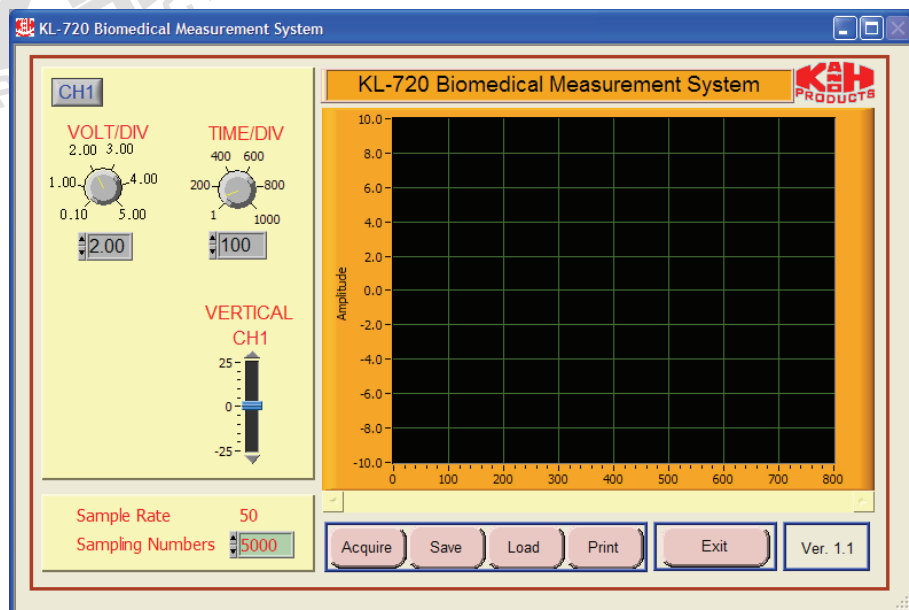 KL-720 Biomedical Measurement System
CH1
KL-720 Biomedical Measurement System
K AND H
PRODUCTS
VOLT/DIV
2.00 3.00
1.00 4.00
0.10 5.00
2.00
TIME/DIV
400 600
200 800
1 1000
100
VERTICAL
CH1
25
0
-25
Amplitude
10.0
8.0
6.0
4.0
2.0
0.0
-2.0
-4.0
-6.0
-8.0
-10.0
0 100 200 300 400 500 600 700 800
Sample Rate 50
Sampling Numbers 5000
Acquire Save Load Print Exit Ver. 1.1